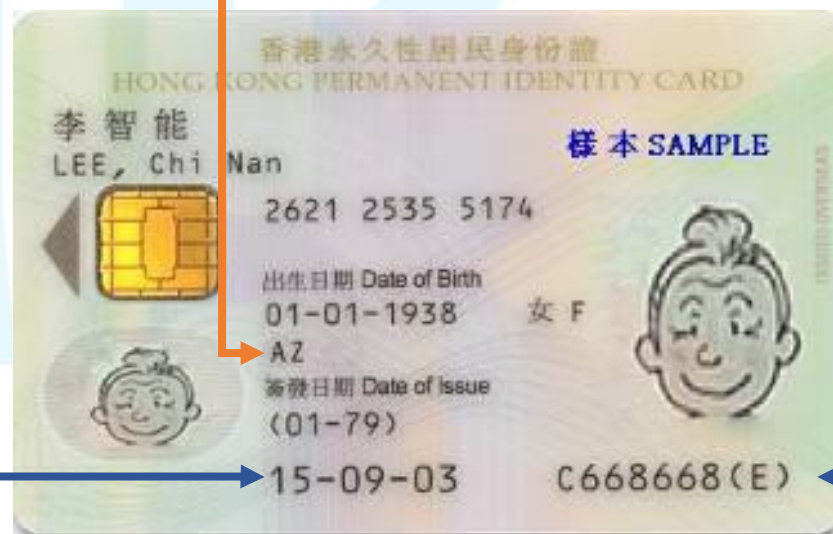 香港永久性居民身份證
HONG KONG PERMANENT IDENTITY CARD
李智能
LEE, Chi Nan
樣本 SAMPLE
2621 2535 5174
出生日期 Date of Birth
01-01-1938 女 F
AZ
簽發日期 Date of Issue
(01-79)
15-09-03 C668668(E)
ISSUED OVERSEAS